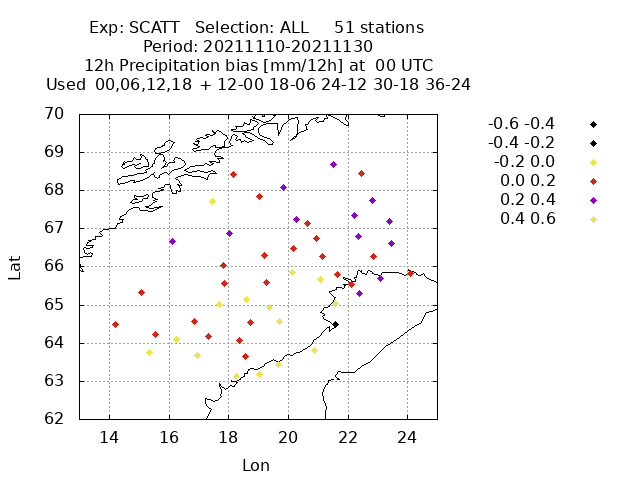 Exp: SCATT   Selection: ALL     51 stations
Period: 20211110-20211130
12h Precipitation bias [mm/12h] at  00 UTC
Used  00,06,12,18  + 12-00 18-06 24-12 30-18 36-24
70
69
68
67
66
65
64
63
62
14 16 18 20 22 24
Lat
Lon
-0.6 -0.4
-0.4 -0.2
-0.2 0.0
0.0 0.2
0.2 0.4
0.4 0.6